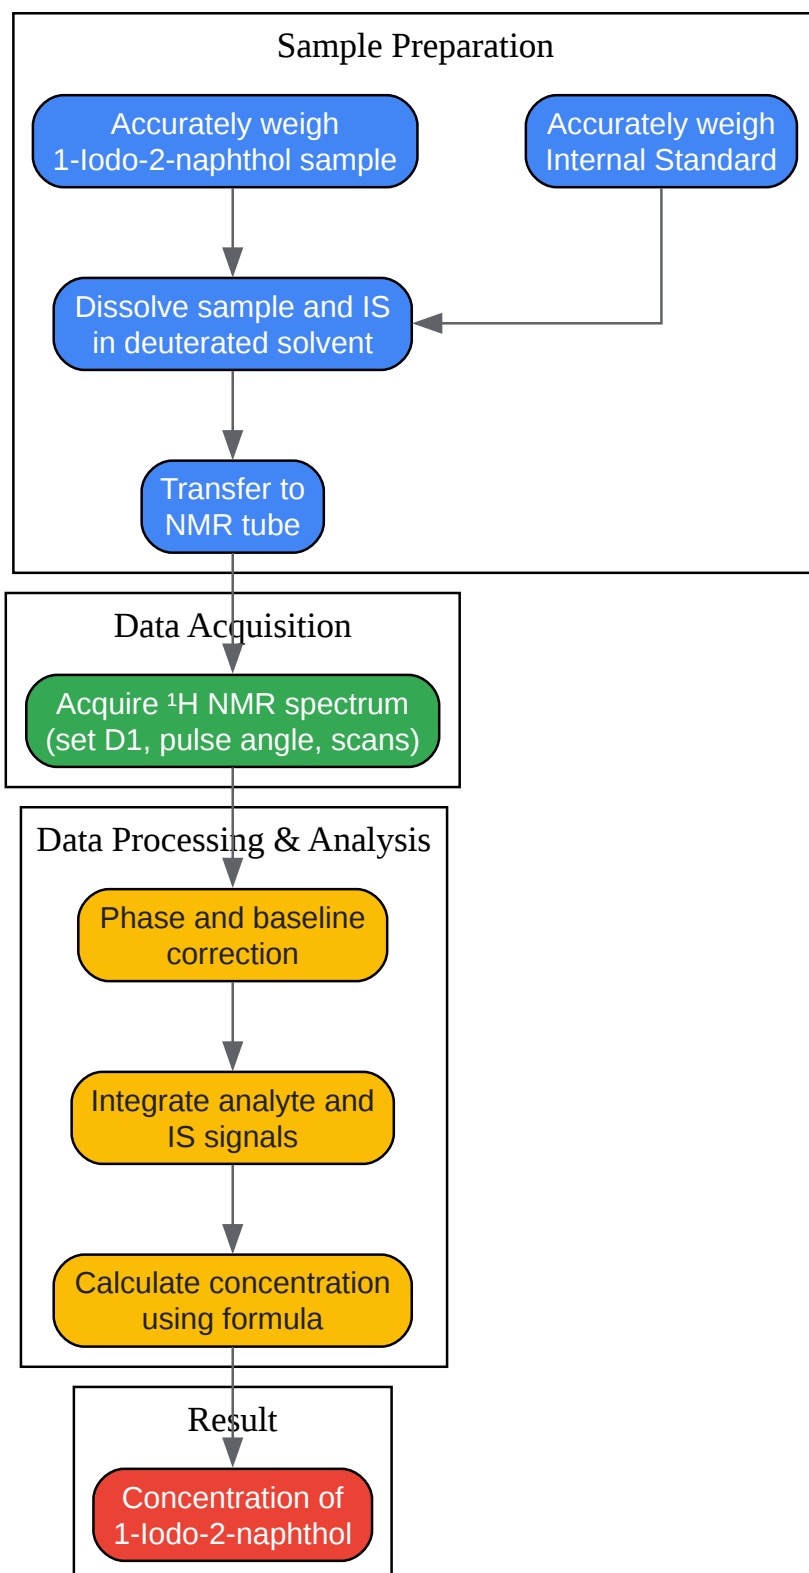 Sample Preparation
Accurately weigh
1-Iodo-2-naphthol sample
Accurately weigh
Internal Standard
Dissolve sample and IS
in deuterated solvent
Transfer to
NMR tube
Data Acquisition
Acquire ¹H NMR spectrum
(set D1, pulse angle, scans)
Data Processing & Analysis
Phase and baseline
correction
Integrate analyte and
IS signals
Calculate concentration
using formula
Result
Concentration of
1-Iodo-2-naphthol